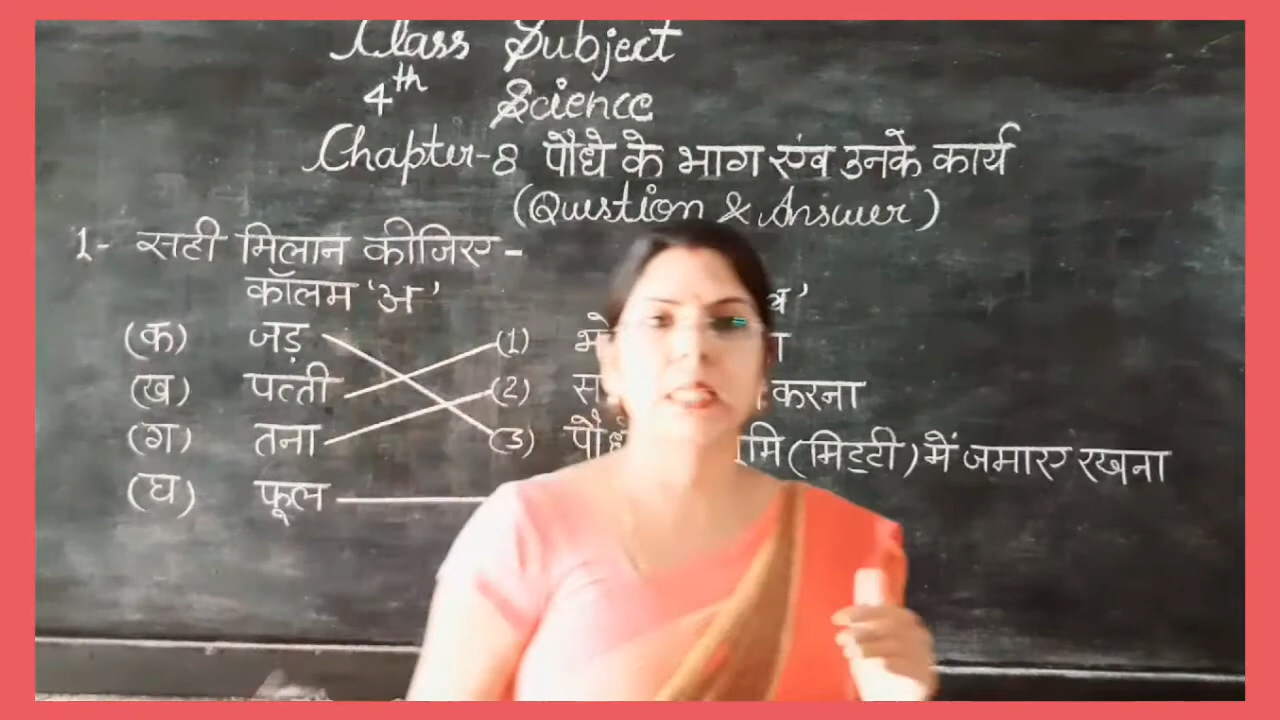 Class Subject
4th Science
Chapter-8 पौधे के भाग एंव उनके कार्य
(Question & Answer)
1- सही मिलान कीजिए-
कॉलम 'अ'
(क) जड़ (1)
(ख) पत्ती (2) करना
(ग) तना (3) (मिट्टी) में जमाए रखना
(घ) फूल